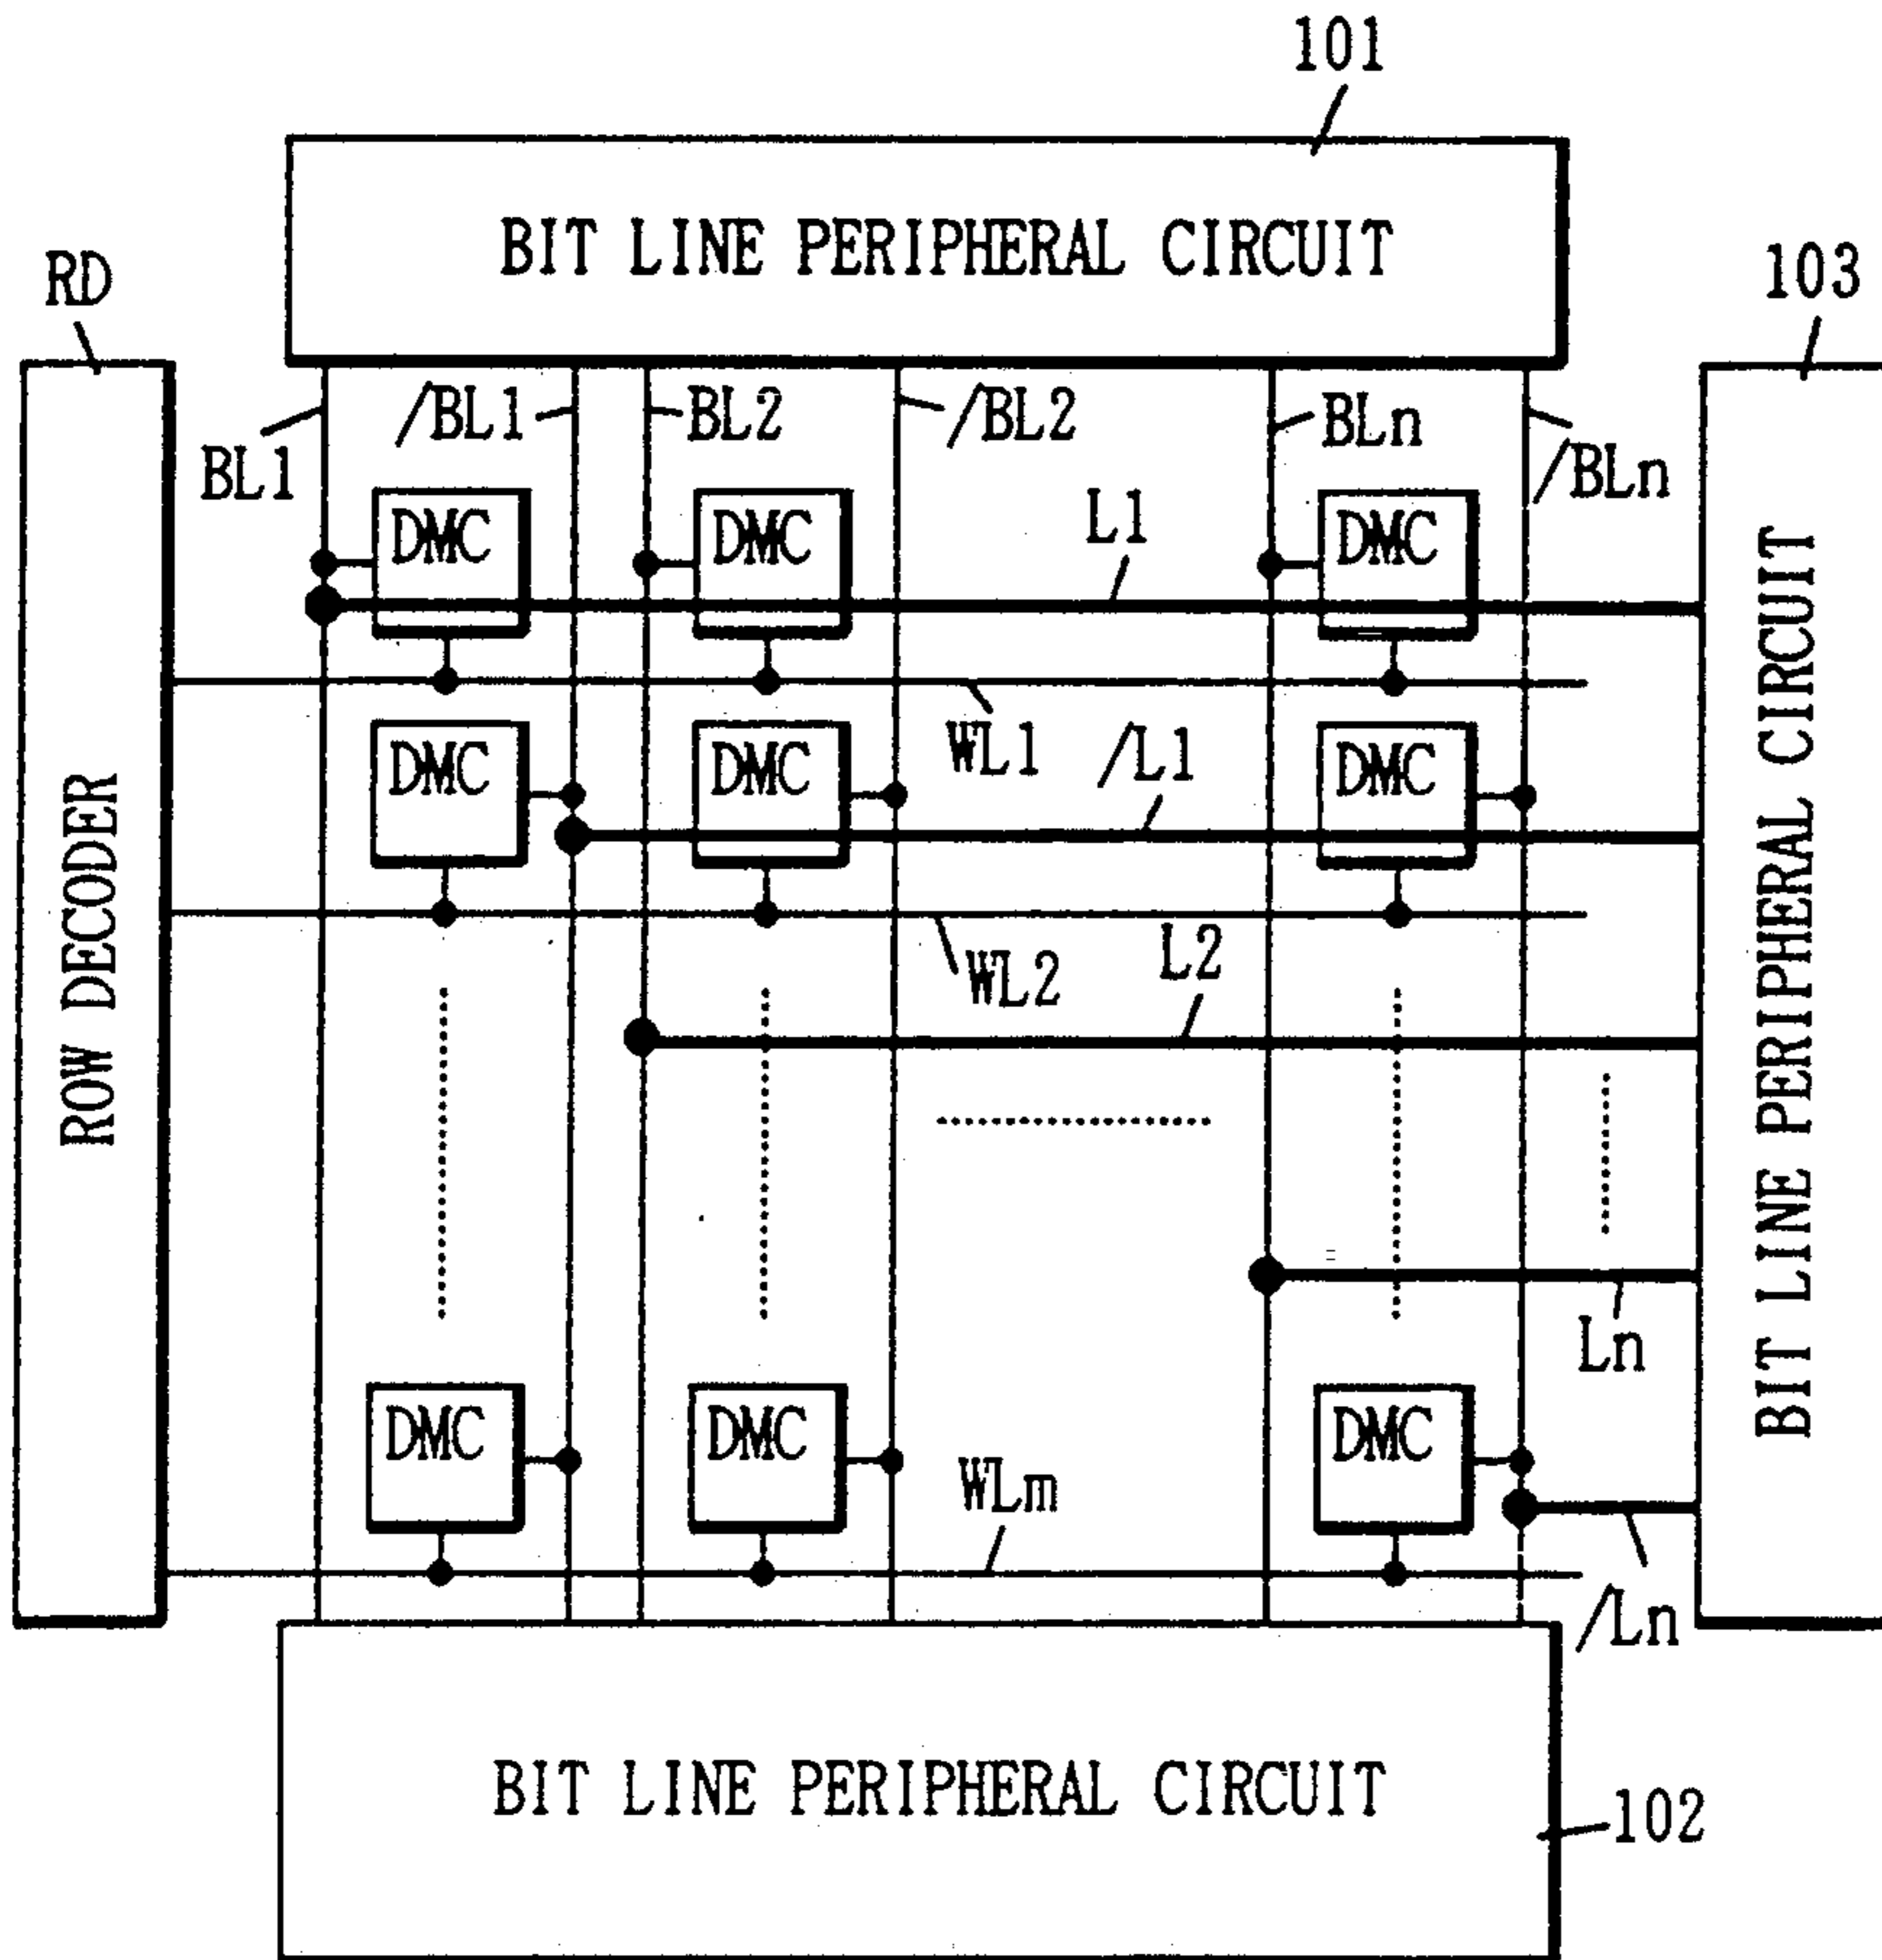 101
BIT LINE PERIPHERAL CIRCUIT
RD
103
BL1
/BL1
BL2
/BL2
BLn
/BLn
DMC
DMC
DMC
L1
WL1
DMC
DMC
DMC
/L1
WL2
L2
ROW DECODER
BIT LINE PERIPHERAL CIRCUIT
Ln
DMC
DMC
DMC
WLm
/Ln
BIT LINE PERIPHERAL CIRCUIT
102